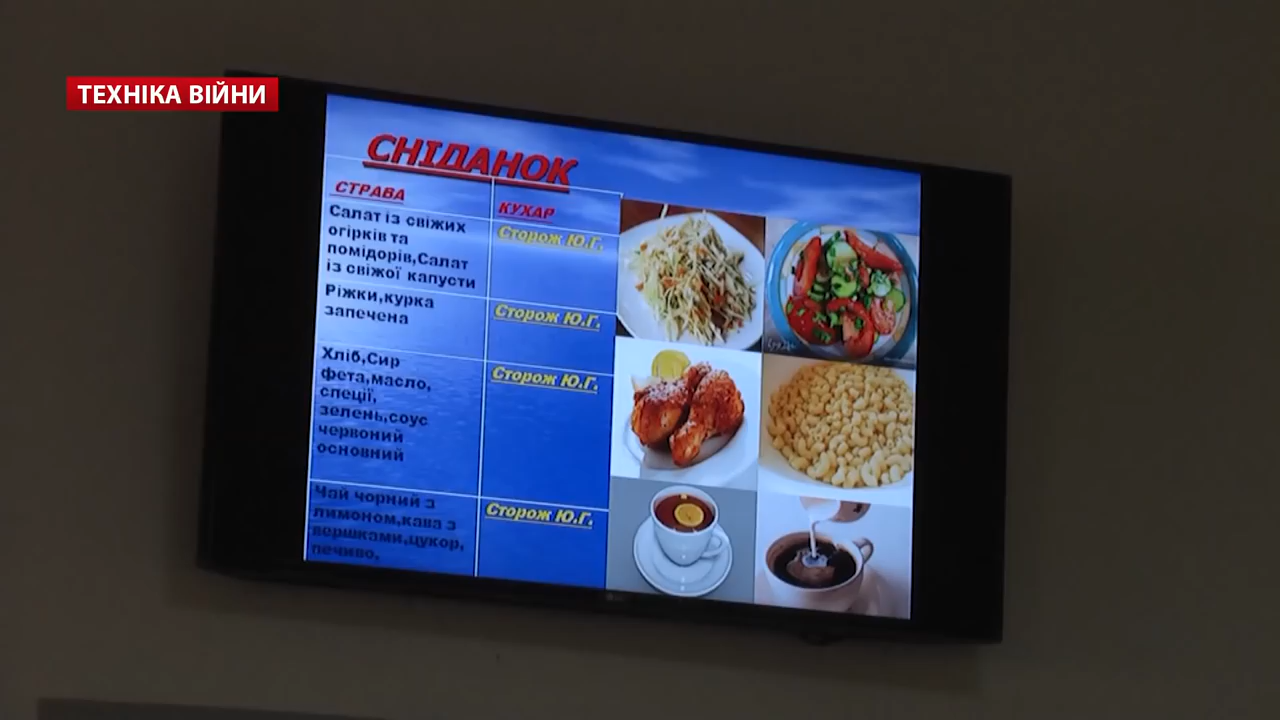 ТЕХНІКА ВІЙНИ
СНІДАНОК
СТРАВА
КУХАР
Салат із свіжих
огірків та
помідорів,Салат
із свіжої капусти
Сторож Ю.Г.
Ріжки,курка
запечена
Сторож Ю.Г.
Хліб,Сир
фета,масло,
спеції,
зелень,соус
червоний
основний
Сторож Ю.Г.
Чай чорний з
лимоном,кава з
вершками,цукор,
печиво.
Сторож Ю.Г.